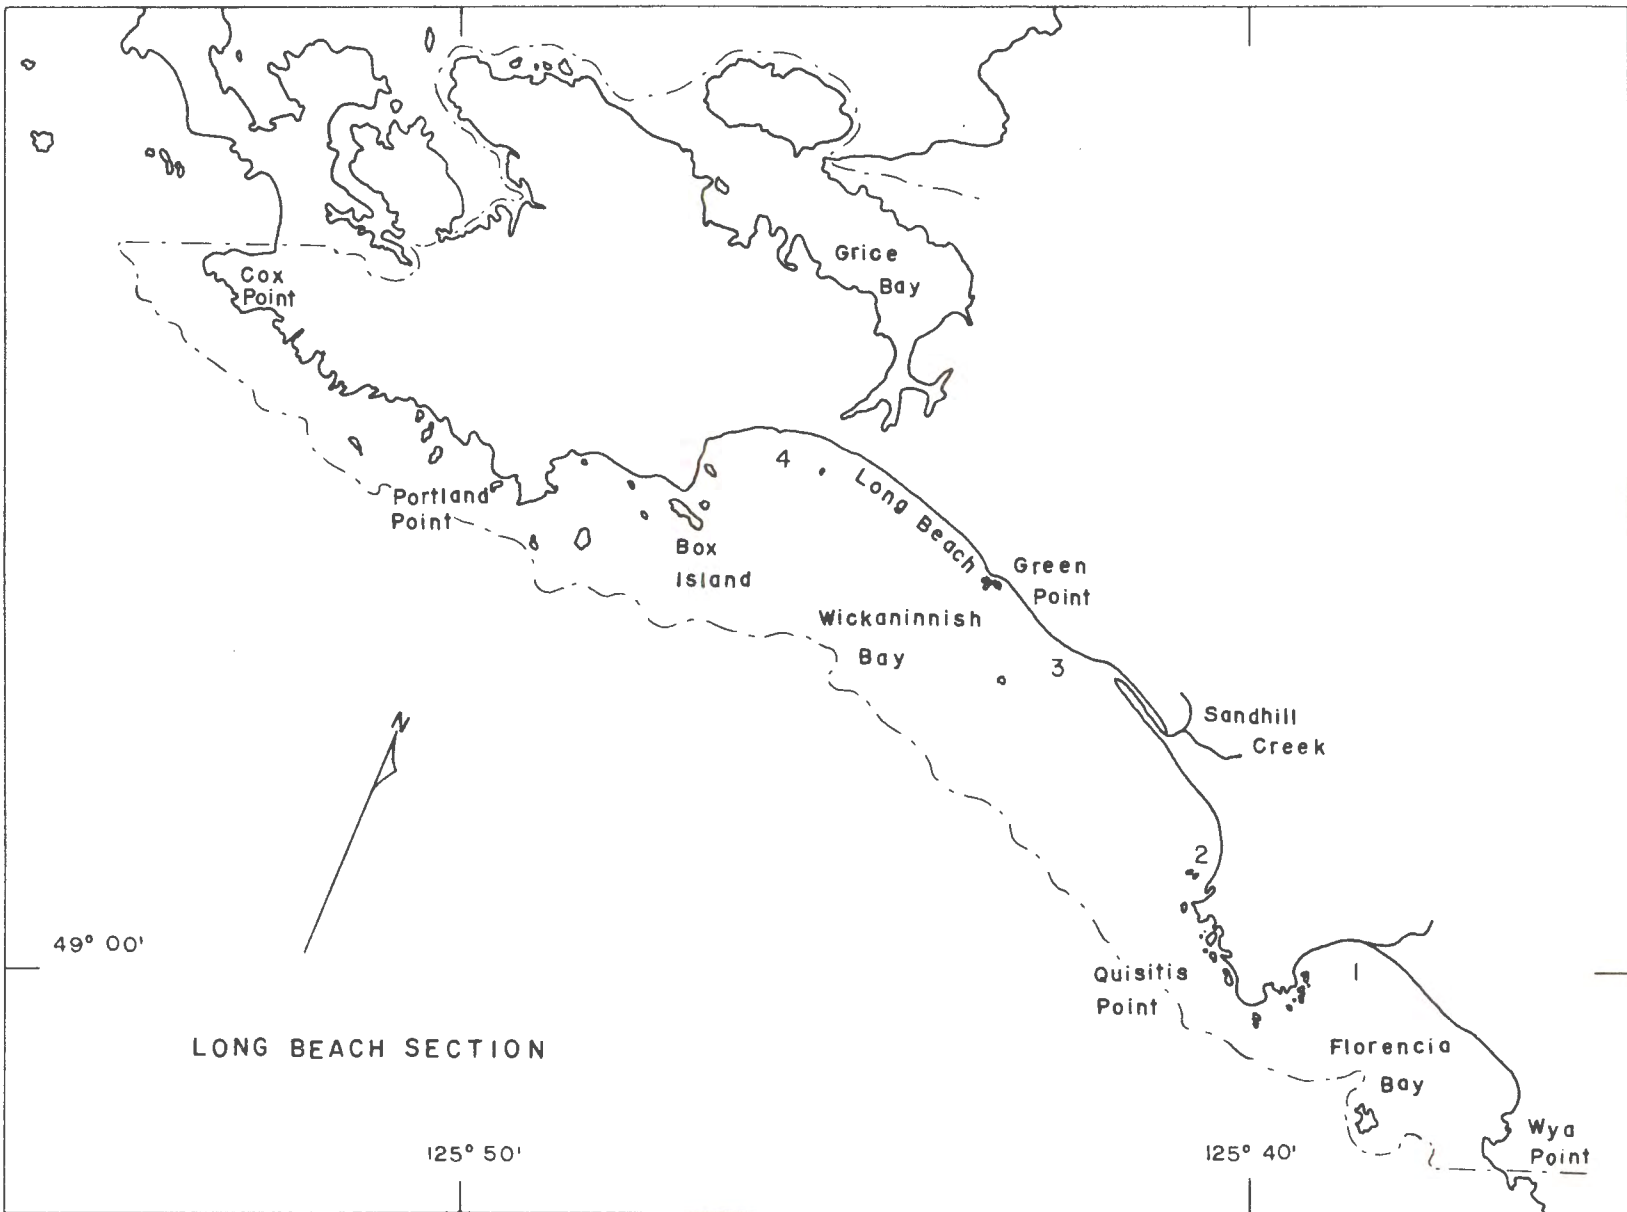 Grice
Bay
Cox
Point
4
Long Beach
Portland
Point
Box
Island
Green
Point
Wickaninnish
Bay
3
Sandhill
Creek
N
2
49° 00'
Quisitis
Point
1
LONG BEACH SECTION
Florencia
Bay
Wya
Point
125° 50'
125° 40'